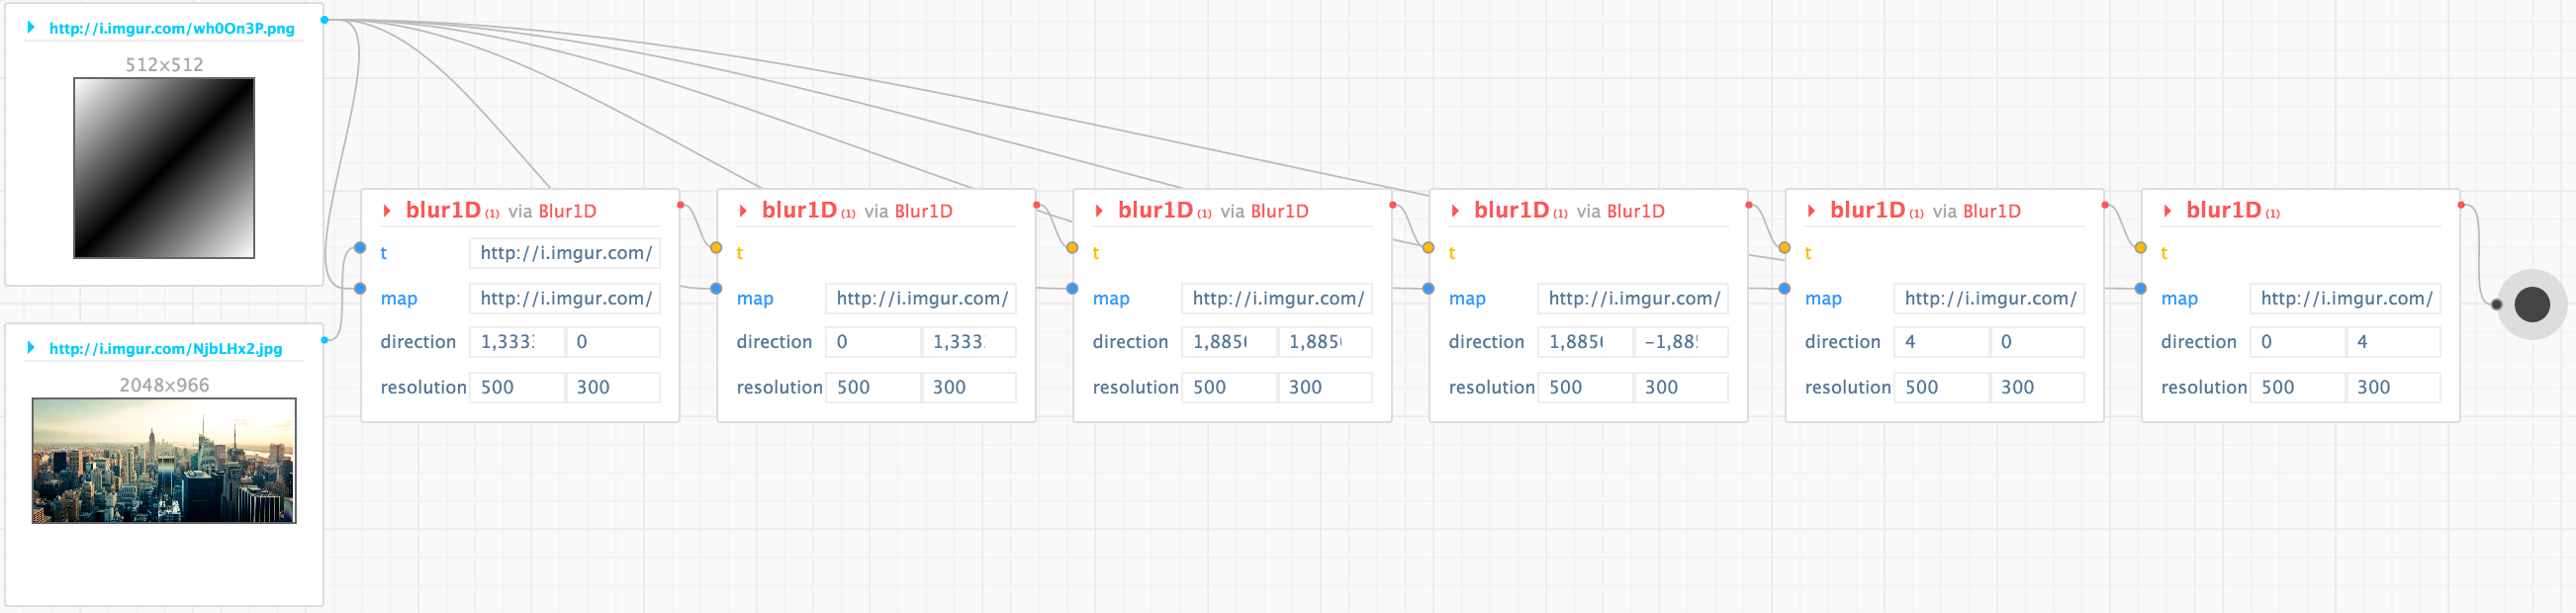 http://i.imgur.com/wh0On3P.png
512×512
http://i.imgur.com/NjbLHx2.jpg
2048×966
blur1D (1) via Blur1D
t http://i.imgur.com/
map http://i.imgur.com/
direction 1,333 0
resolution 500 300
blur1D (1) via Blur1D
t
map http://i.imgur.com/
direction 0 1,333
resolution 500 300
blur1D (1) via Blur1D
t
map http://i.imgur.com/
direction 1,885 1,885
resolution 500 300
blur1D (1) via Blur1D
t
map http://i.imgur.com/
direction 1,885 -1,88
resolution 500 300
blur1D (1) via Blur1D
t
map http://i.imgur.com/
direction 4 0
resolution 500 300
blur1D (1)
t
map http://i.imgur.com/
direction 0 4
resolution 500 300